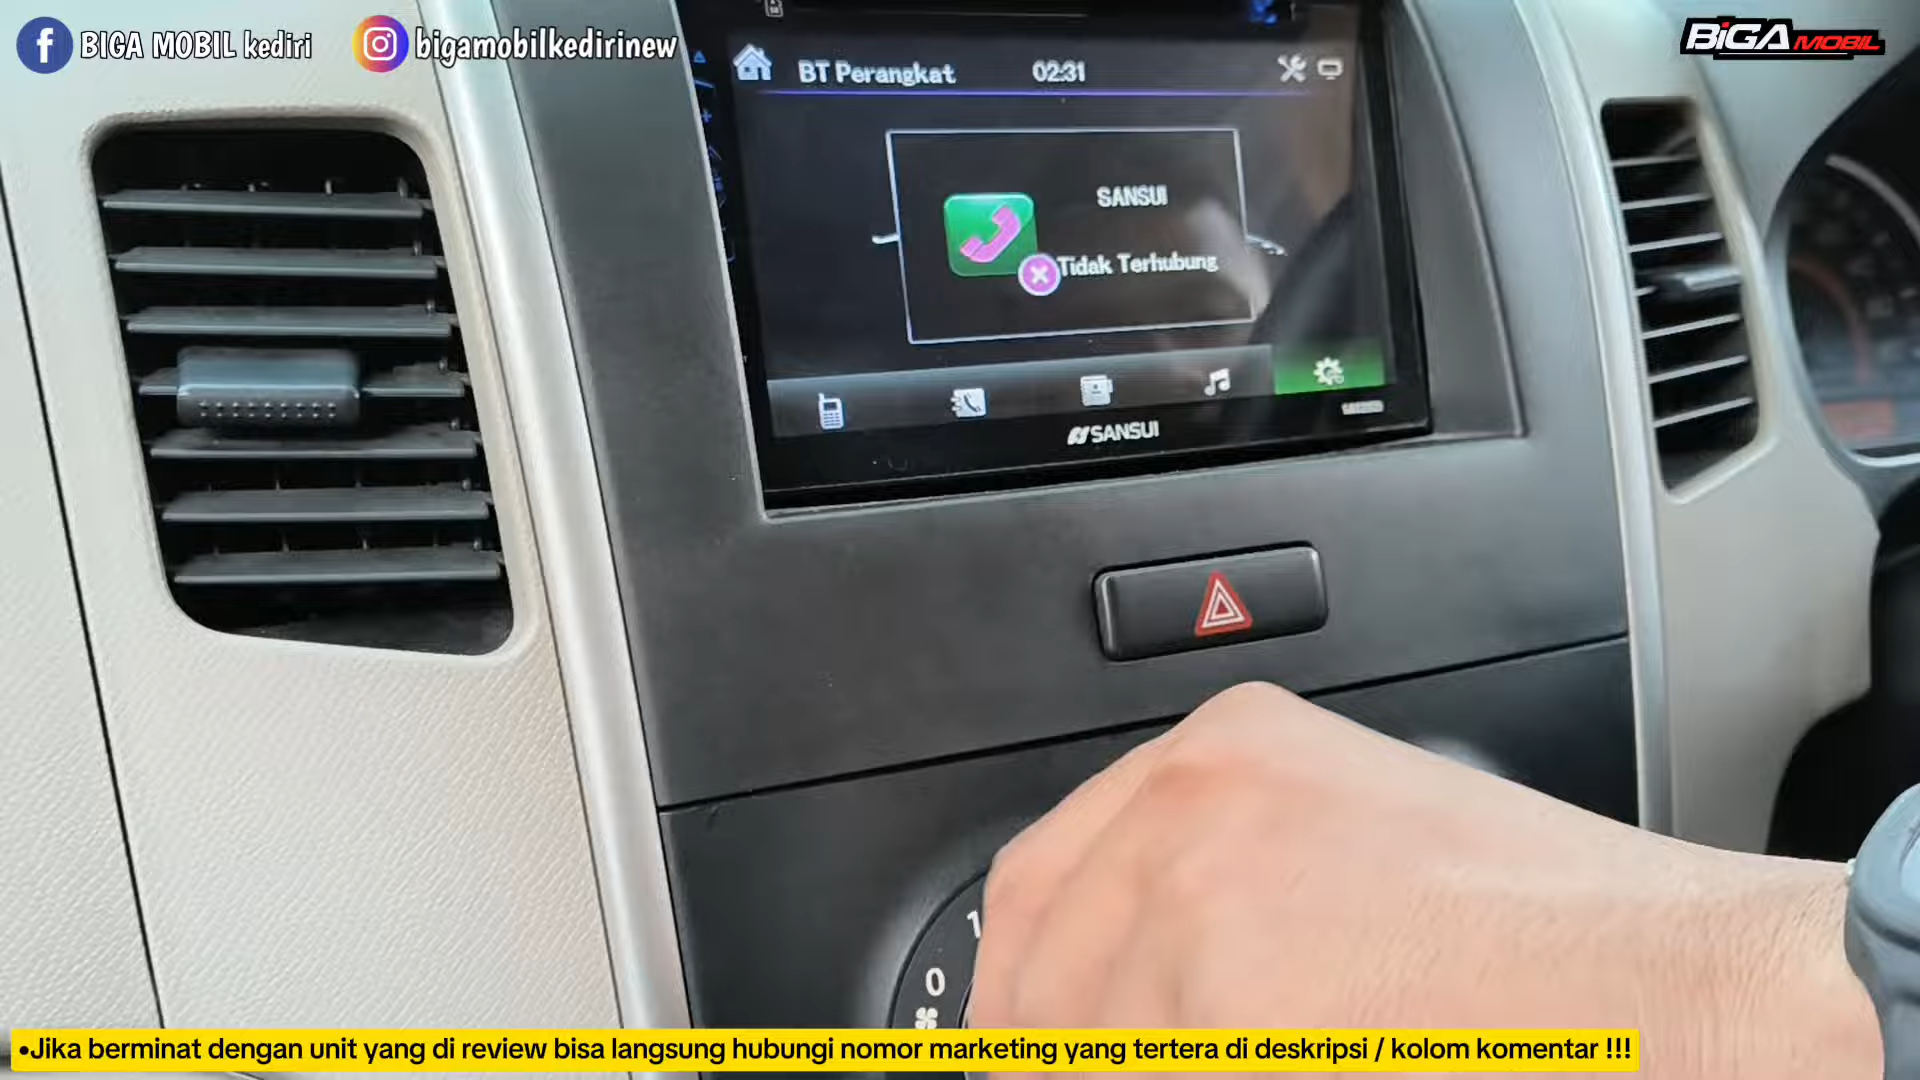 BIGA MOBIL kediri
bigamobilkedirinew
BIGA MOBIL
BT Perangkat 02:31
SANSUI
Tidak Terhubung
SANSUI
1
0
•Jika berminat dengan unit yang di review bisa langsung hubungi nomor marketing yang tertera di deskripsi / kolom komentar !!!